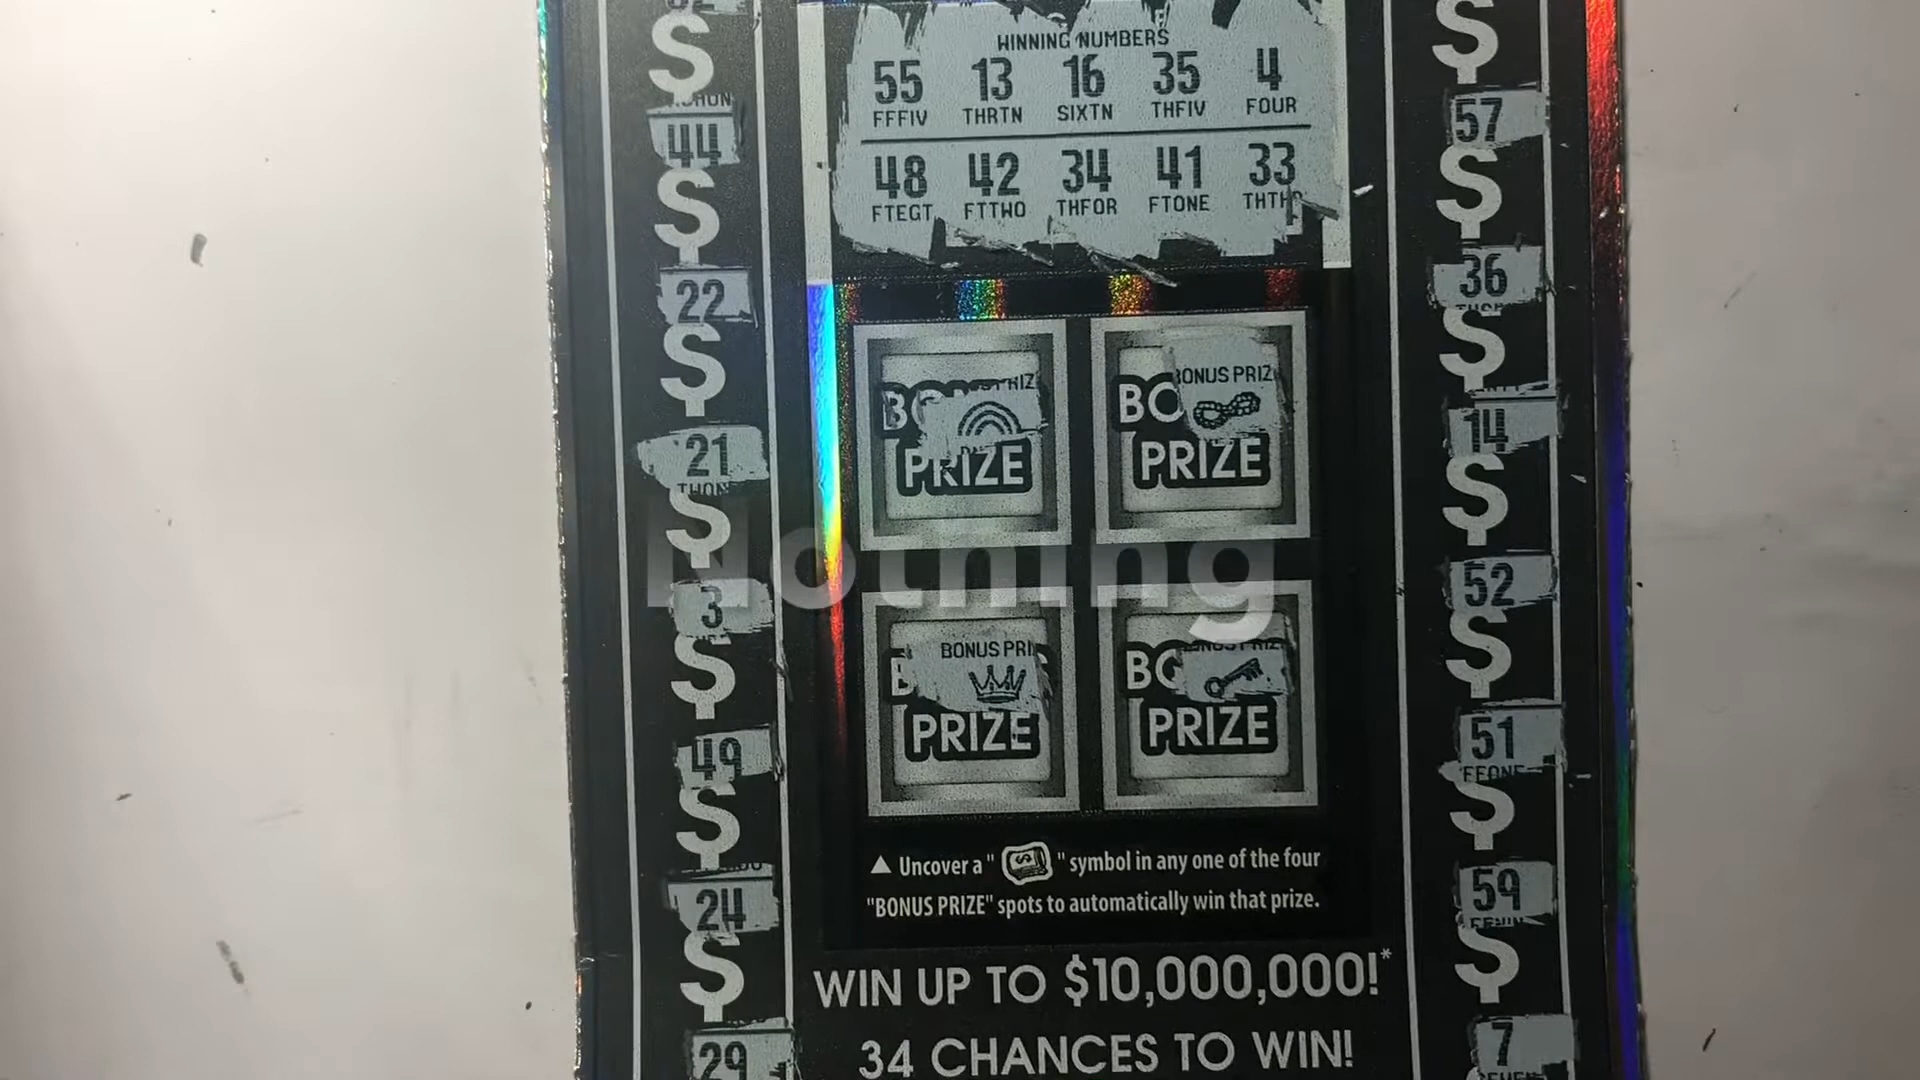 WINNING NUMBERS
55 13 16 35 4
FFFIV THRTN SIXTN THFIV FOUR
48 42 34 41 33
FTEGT FTTWO THFOR FTONE
44
22
21
THON
3
49
24
29
BONUS PRIZ
PRIZE
PRIZE
Nothing
BONUS PRI
PRIZE
PRIZE
▲ Uncover a " " symbol in any one of the four
"BONUS PRIZE" spots to automatically win that prize.
WIN UP TO $10,000,000!*
34 CHANCES TO WIN!
57
36
14
52
51
FFONE
59
7